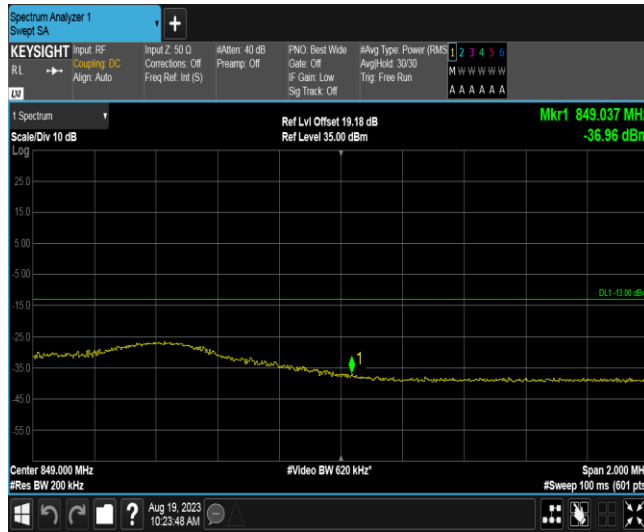 Spectrum Analyzer 1
Swept SA
+
KEYSIGHT
RL
LXI
Input: RF
Coupling: DC
Align: Auto
Input Z: 50 Ω
Corrections: Off
Freq Ref: Int (S)
#Atten: 40 dB
Preamp: Off
PNO: Best Wide
Gate: Off
IF Gain: Low
Sig Track: Off
#Avg Type: Power (RMS
Avg|Hold: 30/30
Trig: Free Run
1 2 3 4 5 6
M W W W W W
A A A A A A
1 Spectrum
Scale/Div 10 dB
Log
Ref Lvl Offset 19.18 dB
Ref Level 35.00 dBm
Mkr1 849.037 MHz
-36.96 dBm
25.0
15.0
5.00
-5.00
-15.0
-25.0
-35.0
-45.0
-55.0
DL1 -13.00 dBm
1
Center 849.000 MHz
#Res BW 200 kHz
#Video BW 620 kHz*
Span 2.000 MH
#Sweep 100 ms (601 pts
?
Aug 19, 2023
10:23:48 AM